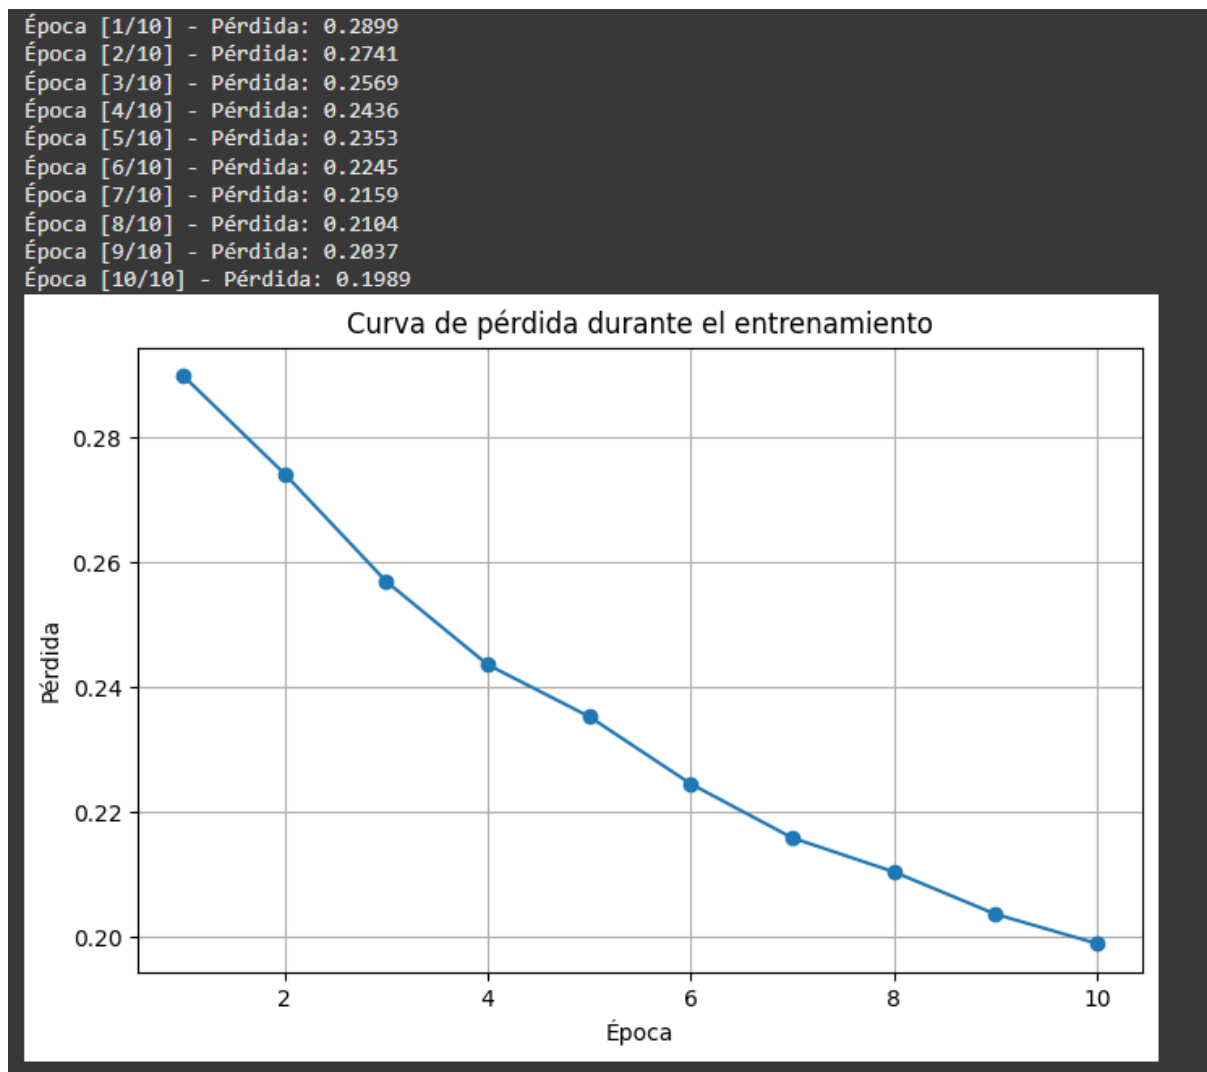 Época [1/10] - Pérdida: 0.2899
Época [2/10] - Pérdida: 0.2741
Época [3/10] - Pérdida: 0.2569
Época [4/10] - Pérdida: 0.2436
Época [5/10] - Pérdida: 0.2353
Época [6/10] - Pérdida: 0.2245
Época [7/10] - Pérdida: 0.2159
Época [8/10] - Pérdida: 0.2104
Época [9/10] - Pérdida: 0.2037
Época [10/10] - Pérdida: 0.1989
Curva de pérdida durante el entrenamiento
Pérdida
0.28
0.26
0.24
0.22
0.20
2 4 6 8 10
Época